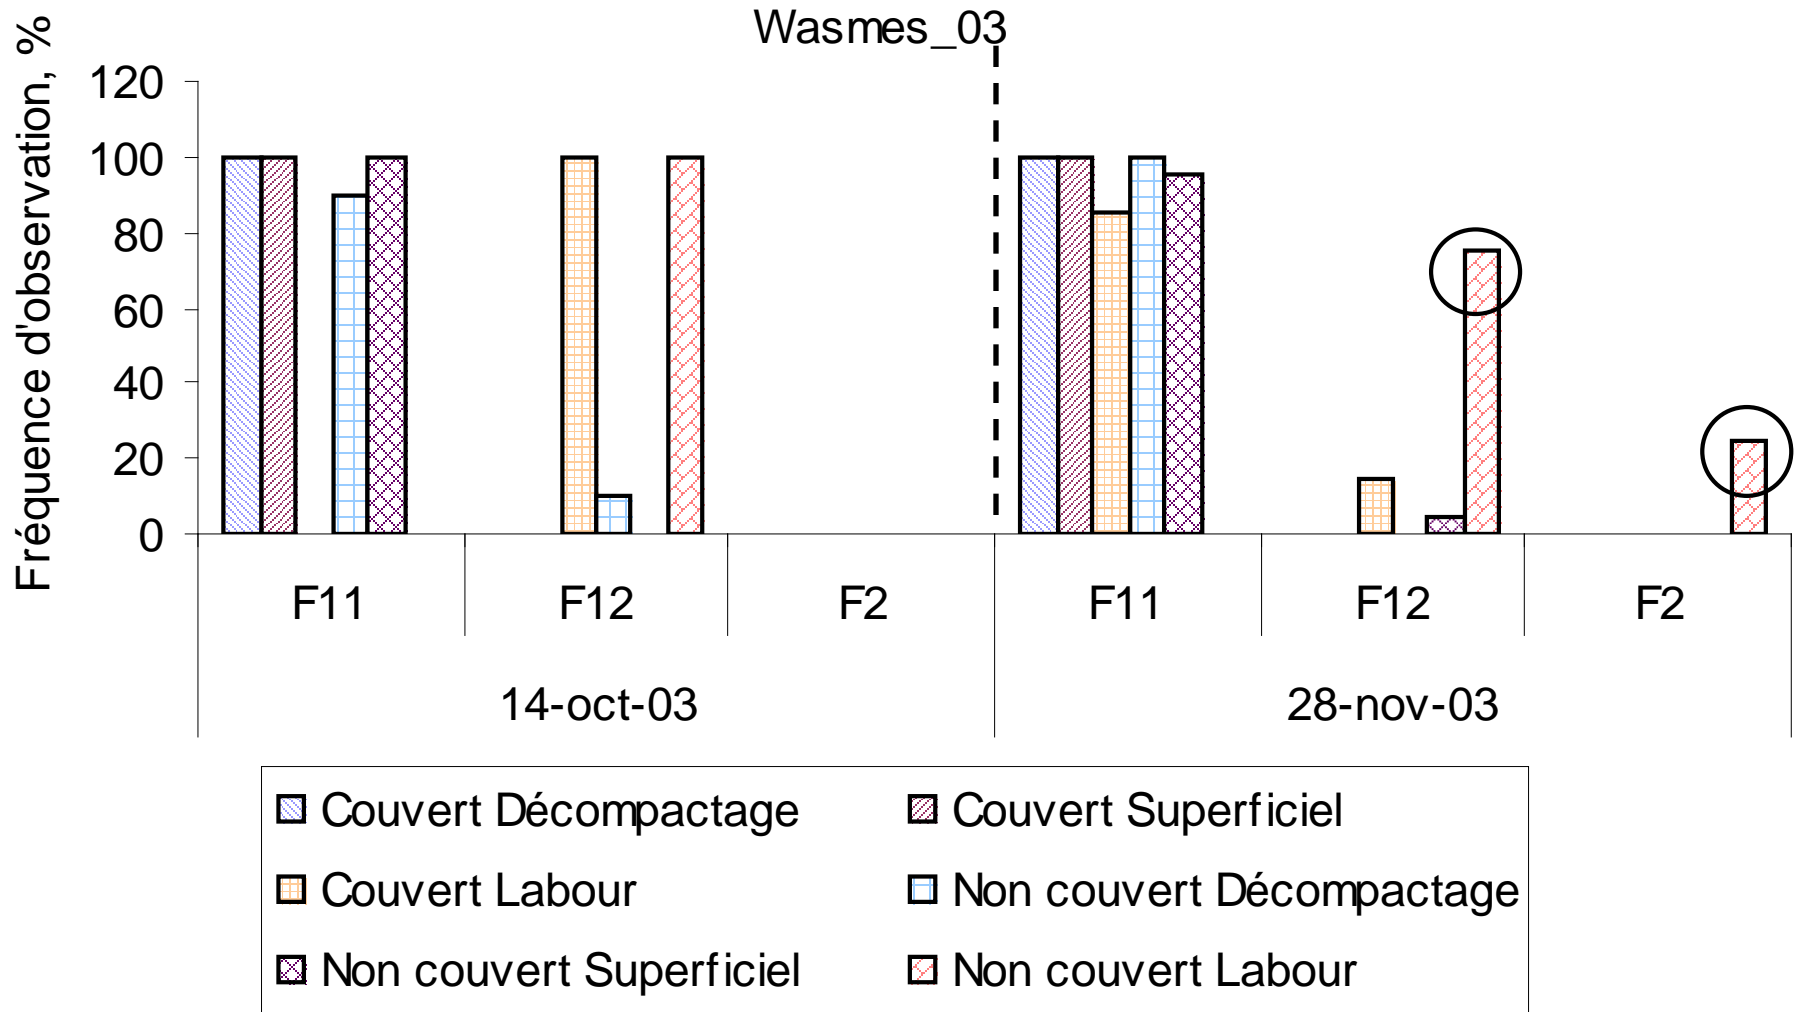 Wasmes_03
Fréquence d'observation, %
120
100
80
60
40
20
0
F11 F12 F2 F11 F12 F2
14-oct-03 28-nov-03
Couvert Décompactage Couvert Superficiel
Couvert Labour Non couvert Décompactage
Non couvert Superficiel Non couvert Labour